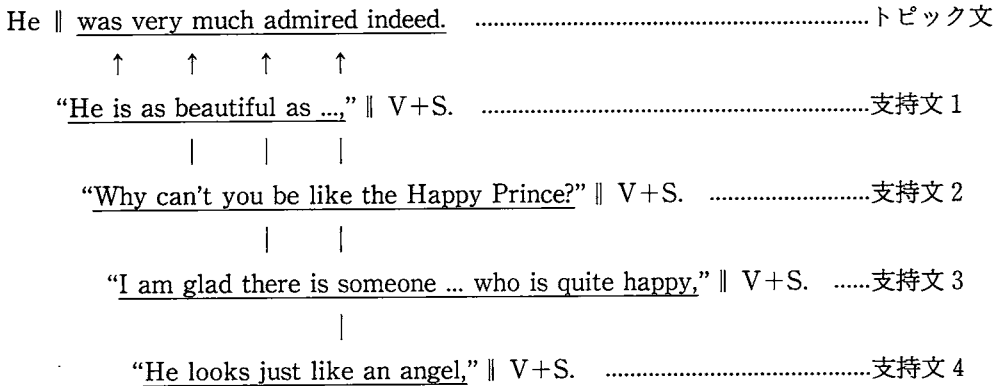 He ‖ was very much admired indeed. ......................................................トピック文
↑ ↑ ↑ ↑
“He is as beautiful as ...,” ‖ V+S. ......................................................支持文 1
| | |
“Why can't you be like the Happy Prince?” ‖ V+S. ........................支持文 2
| |
“I am glad there is someone ... who is quite happy,” ‖ V+S. ......支持文 3
|
“He looks just like an angel,” ‖ V+S. .......................................支持文 4